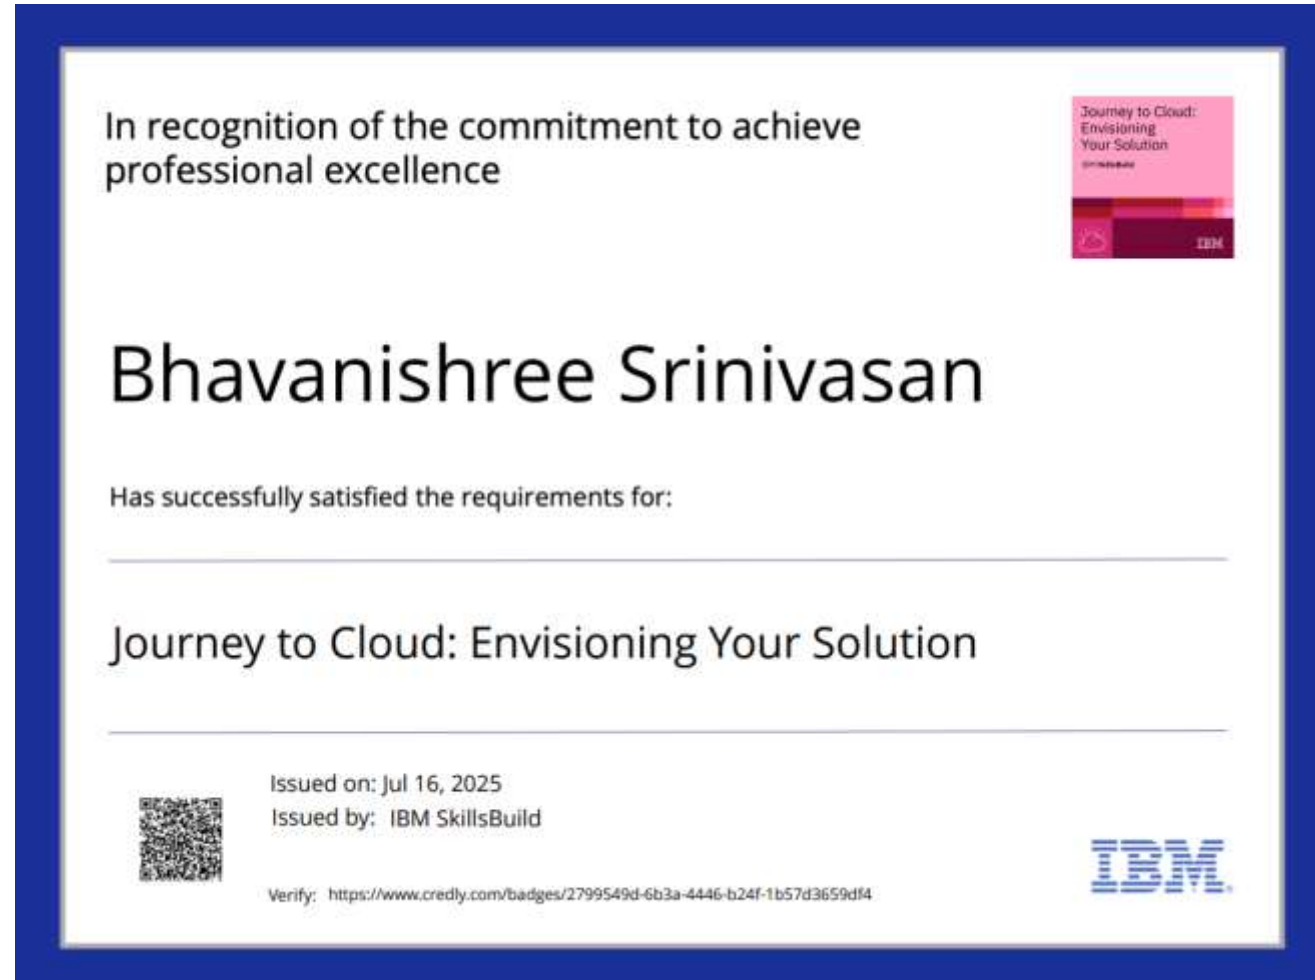 In recognition of the commitment to achieve
professional excellence
Journey to Cloud:
Envisioning
Your Solution
IBM SkillsBuild
IBM
Bhavanishree Srinivasan
Has successfully satisfied the requirements for:
Journey to Cloud: Envisioning Your Solution
Issued on: Jul 16, 2025
Issued by: IBM SkillsBuild
Verify: https://www.credly.com/badges/2799549d-6b3a-4446-b24f-1b57d3659df4
IBM